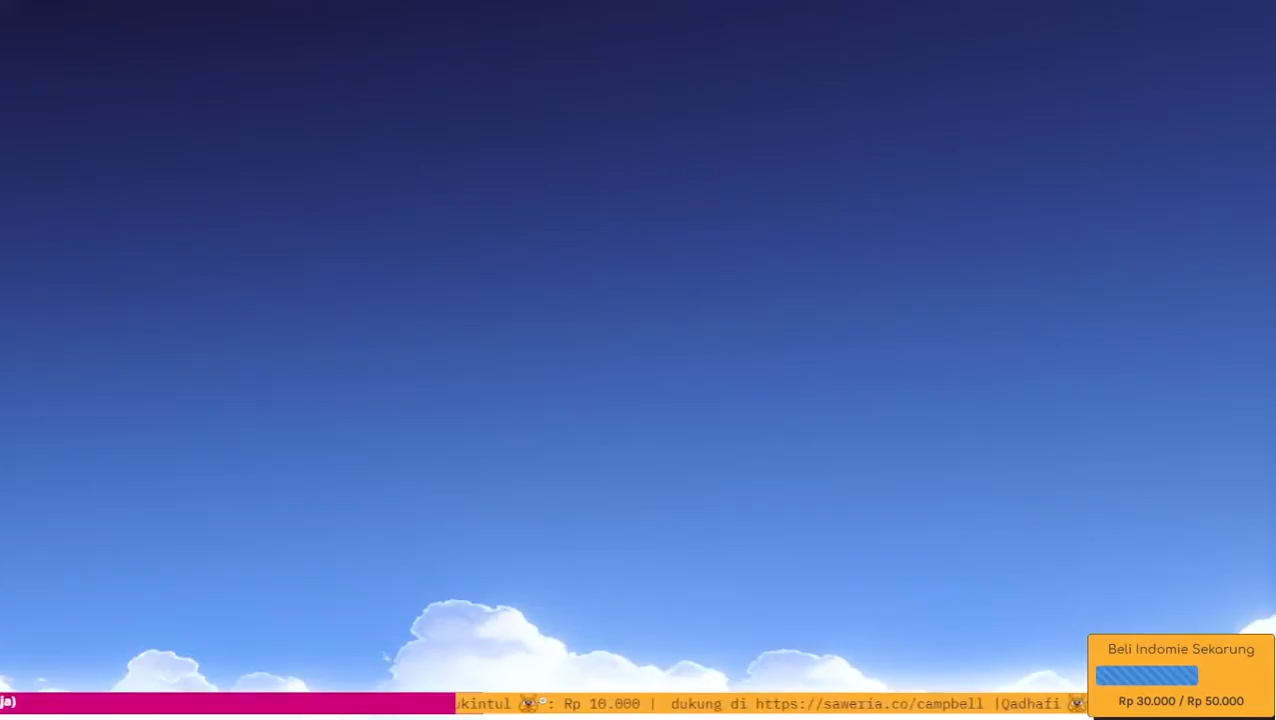 Beli Indomie Sekarung
Rp 30.000 / Rp 50.000
ja)
ukintul : Rp 10.000 | dukung di https://saweria.co/campbell |Qadhafi